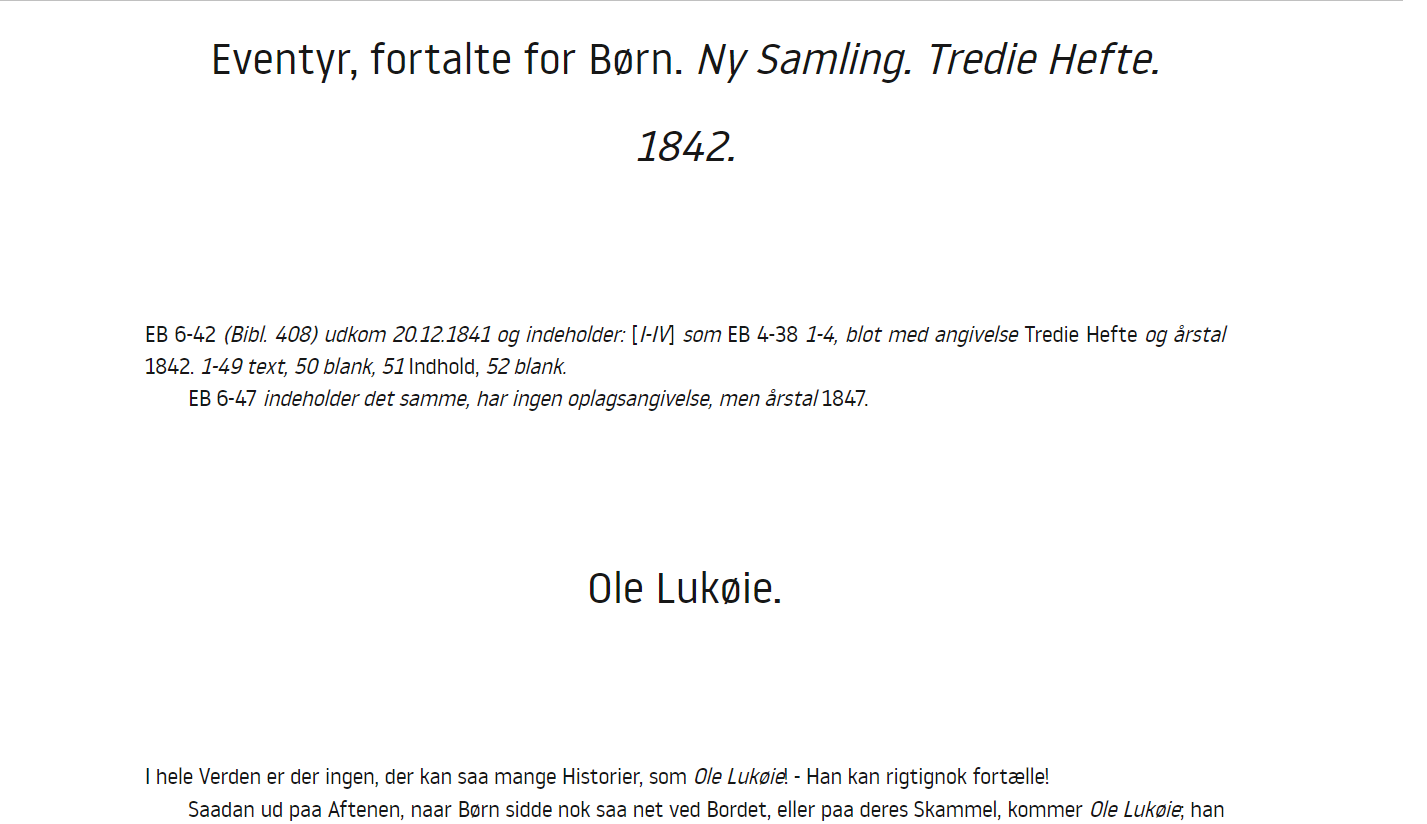 Eventyr, fortalte for Børn. Ny Samling. Tredie Hefte.
1842.
EB 6-42 (Bibl. 408) udkom 20.12.1841 og indeholder: [I-IV] som EB 4-38 1-4, blot med angivelse Tredie Hefte og årstal
1842. 1-49 text, 50 blank, 51 Indhold, 52 blank.
EB 6-47 indeholder det samme, har ingen oplagsangivelse, men årstal 1847.
Ole Lukøie.
I hele Verden er der ingen, der kan saa mange Historier, som Ole Lukøie! - Han kan rigtignok fortælle!
Saadan ud paa Aftenen, naar Børn sidde nok saa net ved Bordet, eller paa deres Skammel, kommer Ole Lukøie; han